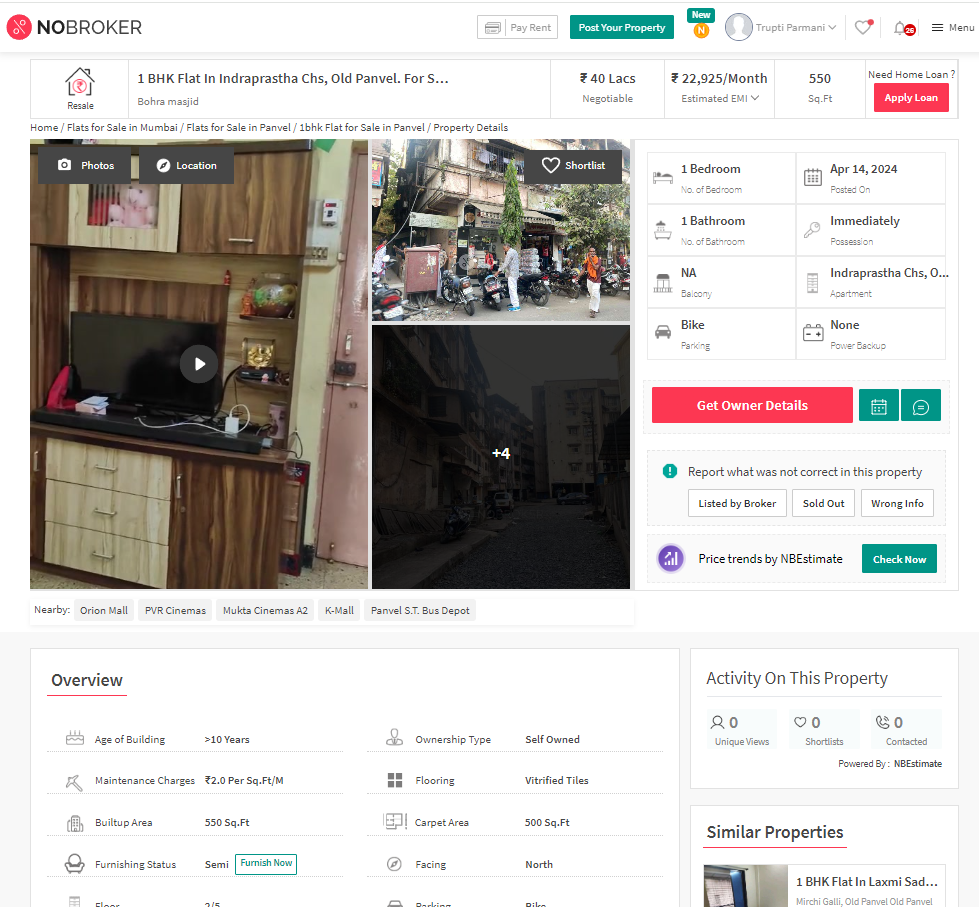 NOBROKER
Pay Rent
Post Your Property
New
N
Trupti Parmani
26
Menu
Resale
1 BHK Flat In Indraprastha Chs, Old Panvel. For S...
Bohra masjid
₹ 40 Lacs
Negotiable
₹ 22,925/Month
Estimated EMI
550
Sq.Ft
Need Home Loan ?
Apply Loan
Home / Flats for Sale in Mumbai / Flats for Sale in Panvel / 1bhk Flat for Sale in Panvel / Property Details
Photos
Location
Shortlist
+4
1 Bedroom
No. of Bedroom
Apr 14, 2024
Posted On
1 Bathroom
No. of Bathroom
Immediately
Possession
NA
Balcony
Indraprastha Chs, O...
Apartment
Bike
Parking
None
Power Backup
Get Owner Details
Report what was not correct in this property
Listed by Broker
Sold Out
Wrong Info
Price trends by NBEstimate
Check Now
Nearby:
Orion Mall
PVR Cinemas
Mukta Cinemas A2
K-Mall
Panvel S.T. Bus Depot
Overview
Age of Building >10 Years
Ownership Type Self Owned
Maintenance Charges ₹2.0 Per Sq.Ft/M
Flooring Vitrified Tiles
Builtup Area 550 Sq.Ft
Carpet Area 500 Sq.Ft
Furnishing Status Semi Furnish Now
Facing North
Floor 2/5
Parking Bike
Activity On This Property
0
Unique Views
0
Shortlists
0
Contacted
Powered By : NBEstimate
Similar Properties
1 BHK Flat In Laxmi Sad...
Mirchi Galli, Old Panvel Old Panvel